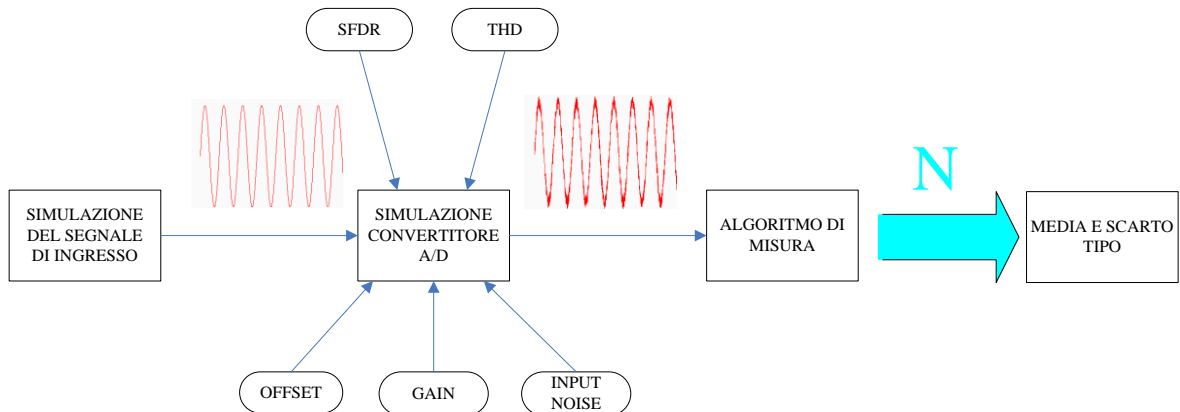 SFDR
THD
N
SIMULAZIONE
DEL SEGNALE
DI INGRESSO
SIMULAZIONE
CONVERTITORE
A/D
ALGORITMO DI
MISURA
MEDIA E SCARTO
TIPO
OFFSET
GAIN
INPUT
NOISE